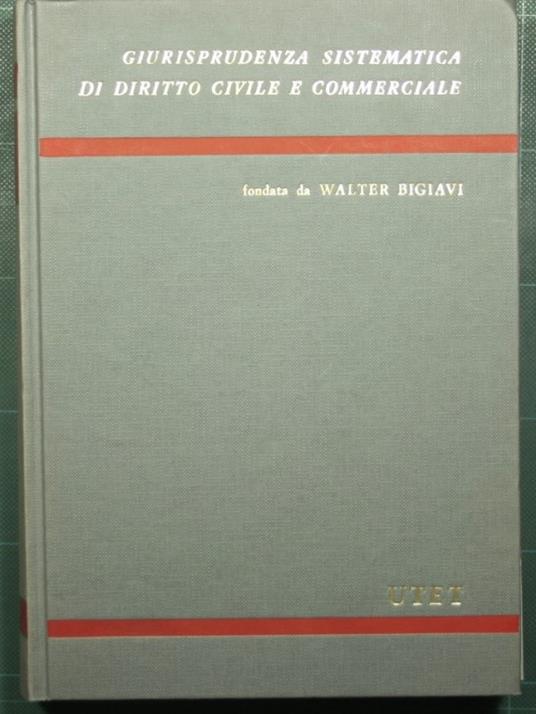 GIURISPRUDENZA SISTEMATICA
DI DIRITTO CIVILE E COMMERCIALE
fondata da WALTER BIGIAVI
UTET